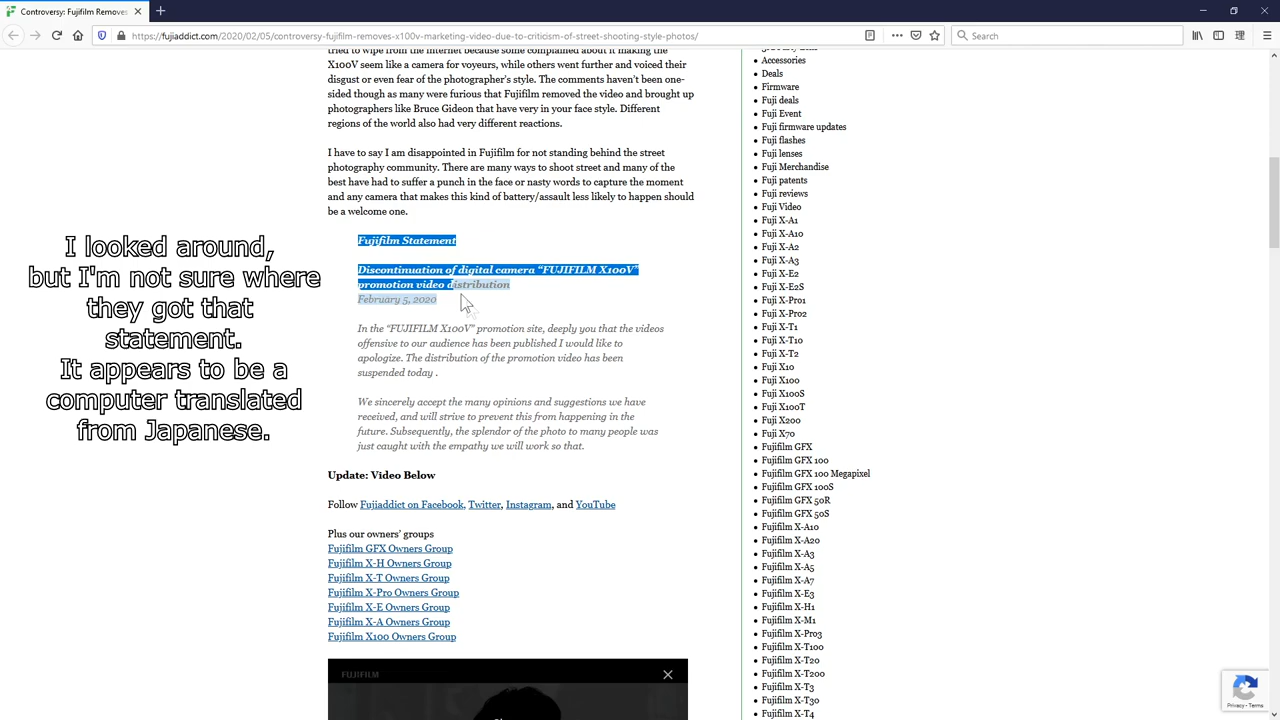 Controversy: Fujifilm Removes
https://fujiaddict.com/2020/02/05/controversy-fujifilm-removes-x100v-marketing-video-due-to-criticism-of-street-shooting-style-photos/
Search
tried to wipe from the internet because some complained about it making the
X100V seem like a camera for voyeurs, while others went further and voiced their
disgust or even fear of the photographer's style. The comments haven't been one-
sided though as many were furious that Fujifilm removed the video and brought up
photographers like Bruce Gideon that have very in your face style. Different
regions of the world also had very different reactions.
I have to say I am disappointed in Fujifilm for not standing behind the street
photography community. There are many ways to shoot street and many of the
best have had to suffer a punch in the face or nasty words to capture the moment
and any camera that makes this kind of battery/assault less likely to happen should
be a welcome one.
Fujifilm Statement
Discontinuation of digital camera “FUJIFILM X100V”
promotion video distribution
February 5, 2020
In the “FUJIFILM X100V” promotion site, deeply you that the videos
offensive to our audience has been published I would like to
apologize. The distribution of the promotion video has been
suspended today .
We sincerely accept the many opinions and suggestions we have
received, and will strive to prevent this from happening in the
future. Subsequently, the splendor of the photo to many people was
just caught with the empathy we will work so that.
Update: Video Below
Follow Fujiaddict on Facebook, Twitter, Instagram, and YouTube
Plus our owners' groups
Fujifilm GFX Owners Group
Fujifilm X-H Owners Group
Fujifilm X-T Owners Group
Fujifilm X-Pro Owners Group
Fujifilm X-E Owners Group
Fujifilm X-A Owners Group
Fujifilm X100 Owners Group
FUJIFILM
I looked around,
but I'm not sure where
they got that
statement.
It appears to be a
computer translated
from Japanese.
Accessories
Deals
Firmware
Fuji deals
Fuji Event
Fuji firmware updates
Fuji flashes
Fuji lenses
Fuji Merchandise
Fuji patents
Fuji reviews
Fuji Video
Fuji X-A1
Fuji X-A10
Fuji X-A2
Fuji X-A3
Fuji X-E2
Fuji X-E2S
Fuji X-Pro1
Fuji X-Pro2
Fuji X-T1
Fuji X-T10
Fuji X-T2
Fuji X10
Fuji X100
Fuji X100S
Fuji X100T
Fuji X200
Fuji X70
Fujifilm GFX
Fujifilm GFX 100
Fujifilm GFX 100 Megapixel
Fujifilm GFX 100S
Fujifilm GFX 50R
Fujifilm GFX 50S
Fujifilm X-A10
Fujifilm X-A20
Fujifilm X-A3
Fujifilm X-A5
Fujifilm X-A7
Fujifilm X-E3
Fujifilm X-H1
Fujifilm X-M1
Fujifilm X-Pro3
Fujifilm X-T100
Fujifilm X-T20
Fujifilm X-T200
Fujifilm X-T3
Fujifilm X-T30
Fujifilm X-T4
Privacy - Terms